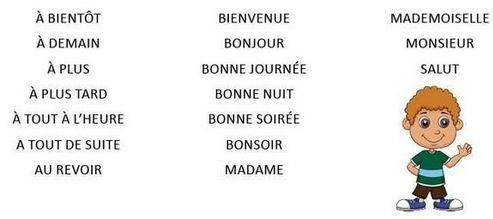 À BIENTÔT
À DEMAIN
À PLUS
À PLUS TARD
À TOUT À L'HEURE
A TOUT DE SUITE
AU REVOIR
BIENVENUE
BONJOUR
BONNE JOURNÉE
BONNE NUIT
BONNE SOIRÉE
BONSOIR
MADAME
MADEMOISELLE
MONSIEUR
SALUT